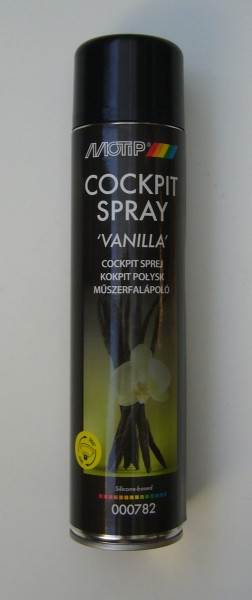 MOTIP®
COCKPIT
SPRAY
'VANILLA'
COCKPIT SPREJ
KOKPIT POŁYSK
MŰSZERFALÁPOLÓ
Silicone-based
000782